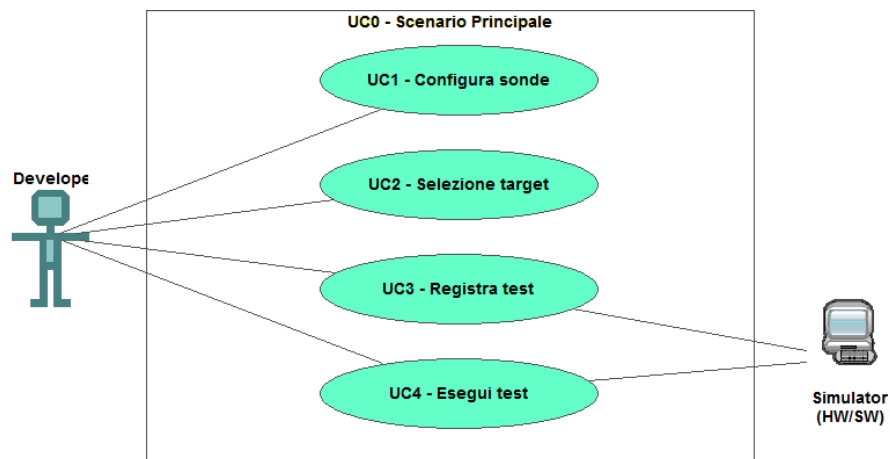 UC0 - Scenario Principale
UC1 - Configura sonde
Develope
UC2 - Selezione target
UC3 - Registra test
UC4 - Esegui test
Simulator
(HW/SW)